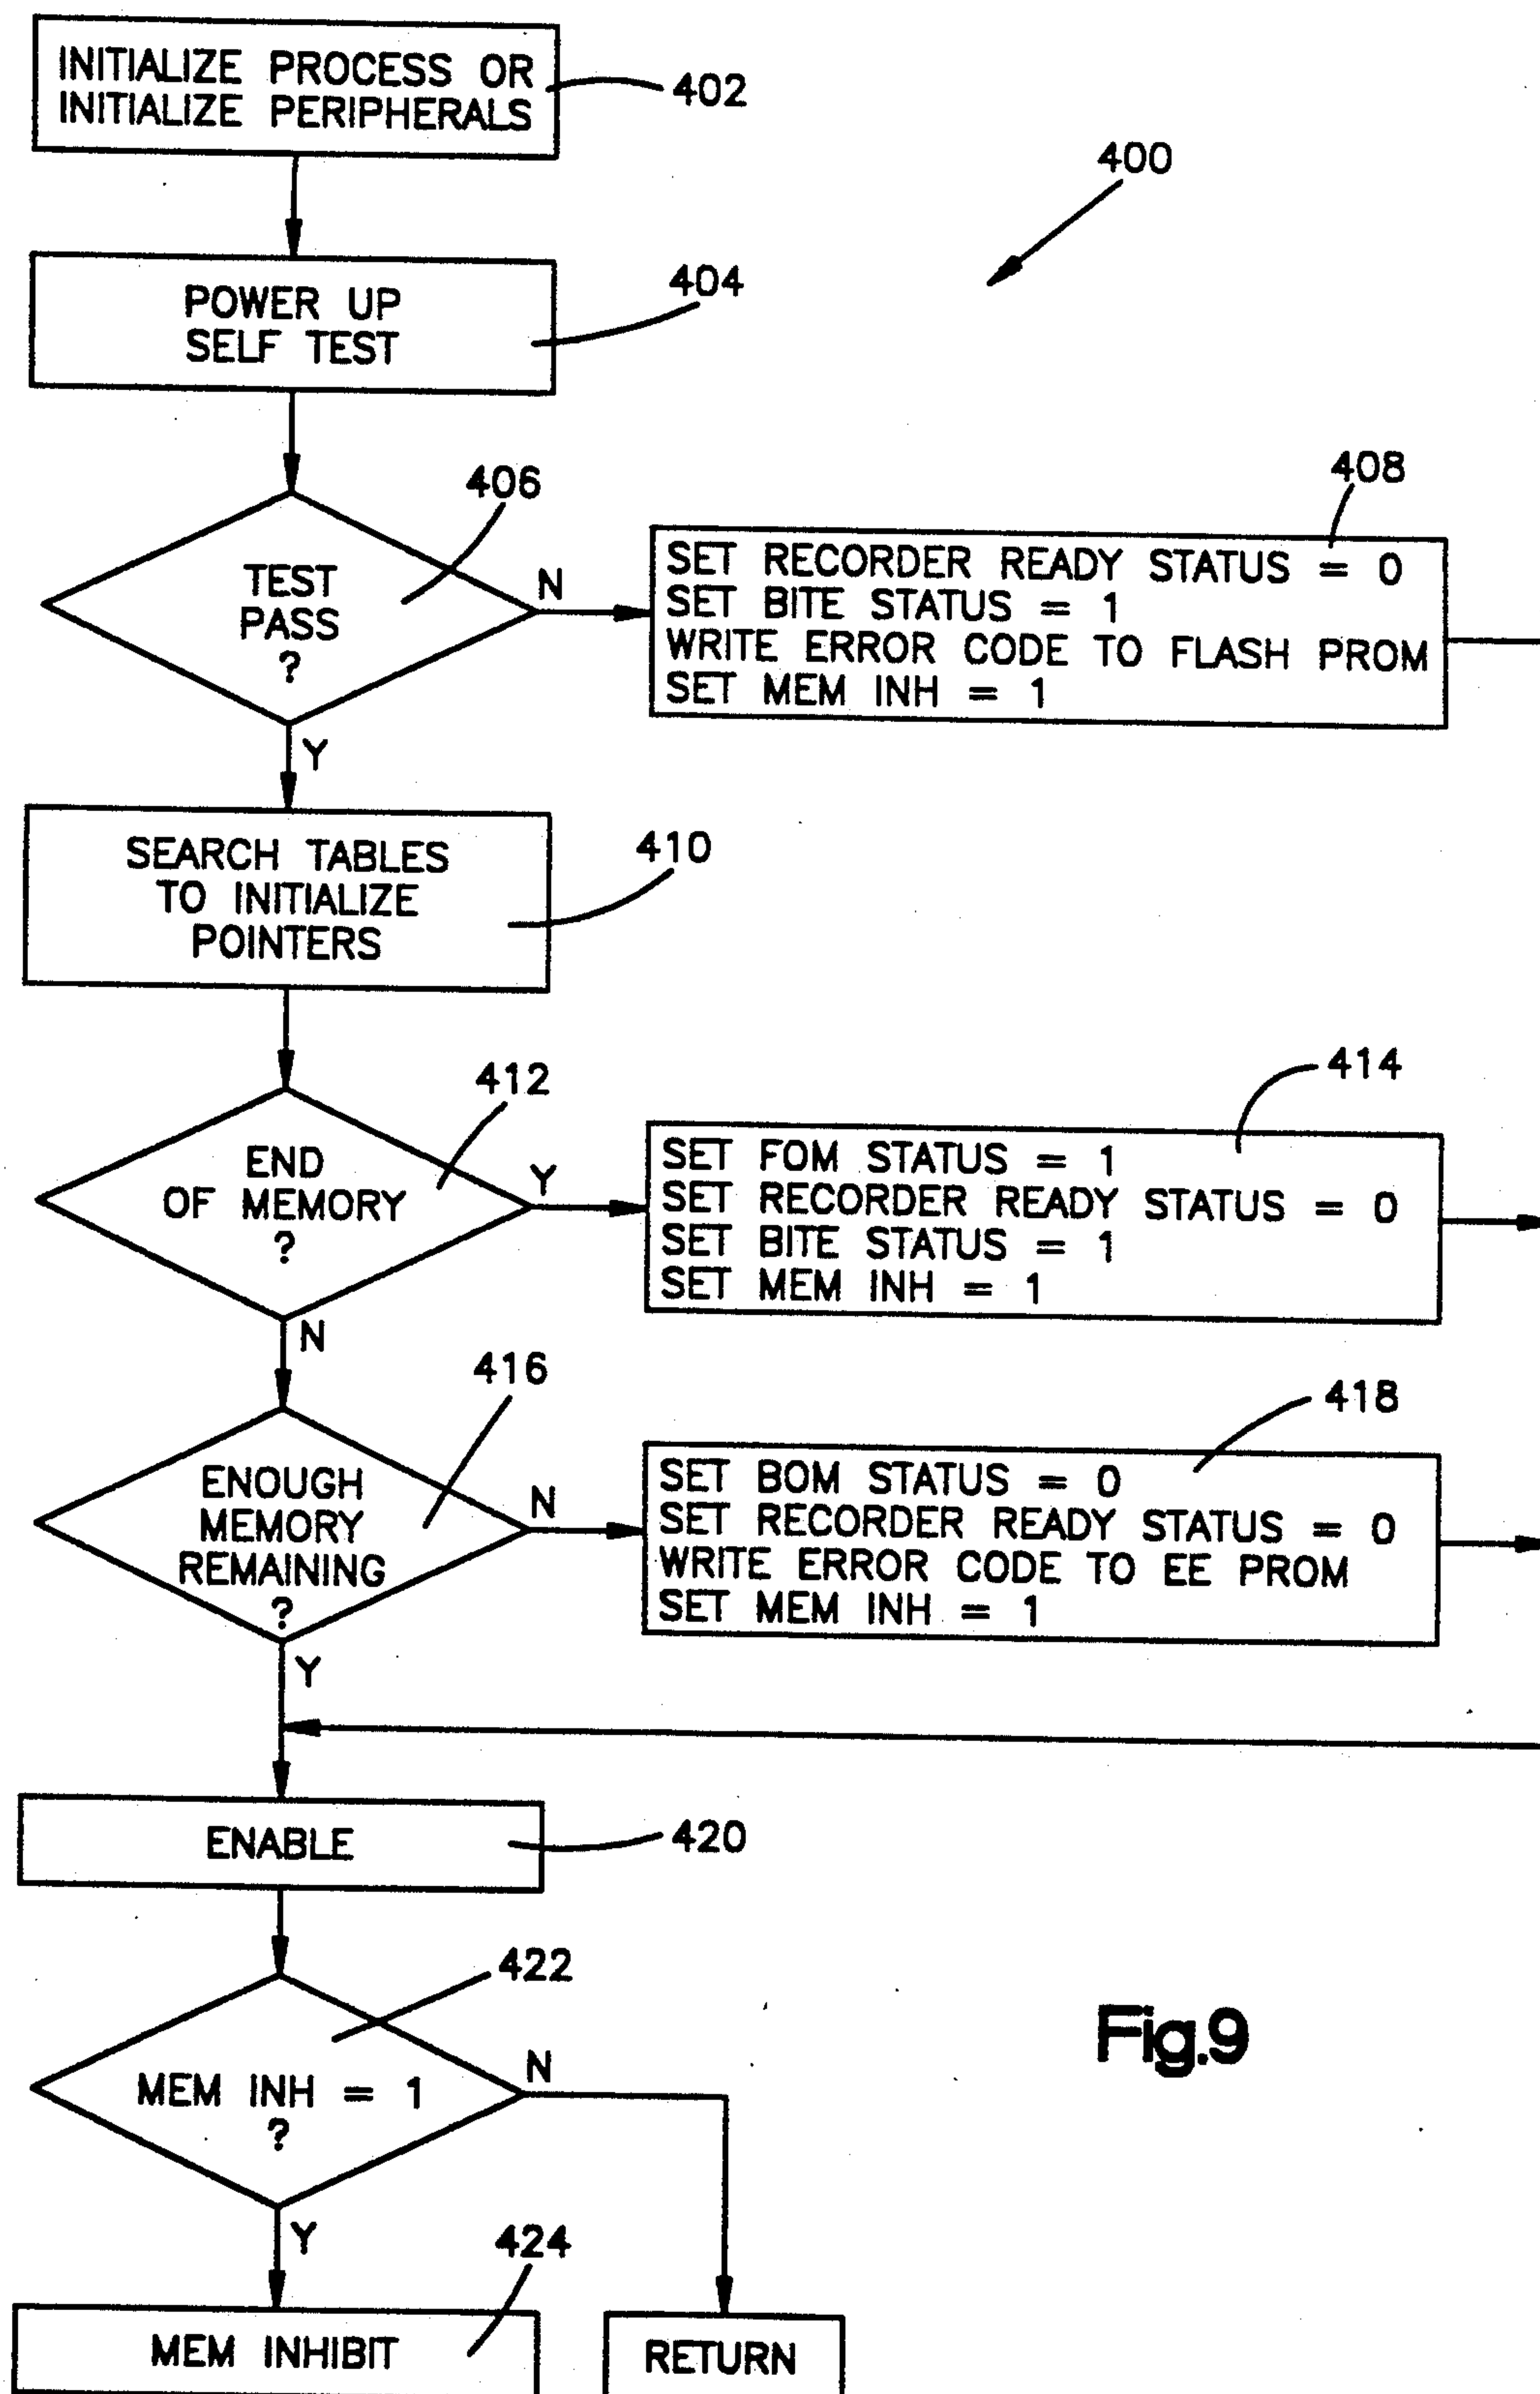 INITIALIZE PROCESS OR
INITIALIZE PERIPHERALS
402
400
POWER UP
SELF TEST
404
406
TEST
PASS
?
N
Y
408
SET RECORDER READY STATUS = 0
SET BITE STATUS = 1
WRITE ERROR CODE TO FLASH PROM
SET MEM INH = 1
SEARCH TABLES
TO INITIALIZE
POINTERS
410
412
END
OF MEMORY
?
Y
N
414
SET FOM STATUS = 1
SET RECORDER READY STATUS = 0
SET BITE STATUS = 1
SET MEM INH = 1
416
ENOUGH
MEMORY
REMAINING
?
N
Y
418
SET BOM STATUS = 0
SET RECORDER READY STATUS = 0
WRITE ERROR CODE TO EE PROM
SET MEM INH = 1
ENABLE
420
422
MEM INH = 1
?
N
Y
Fig.9
424
MEM INHIBIT
RETURN